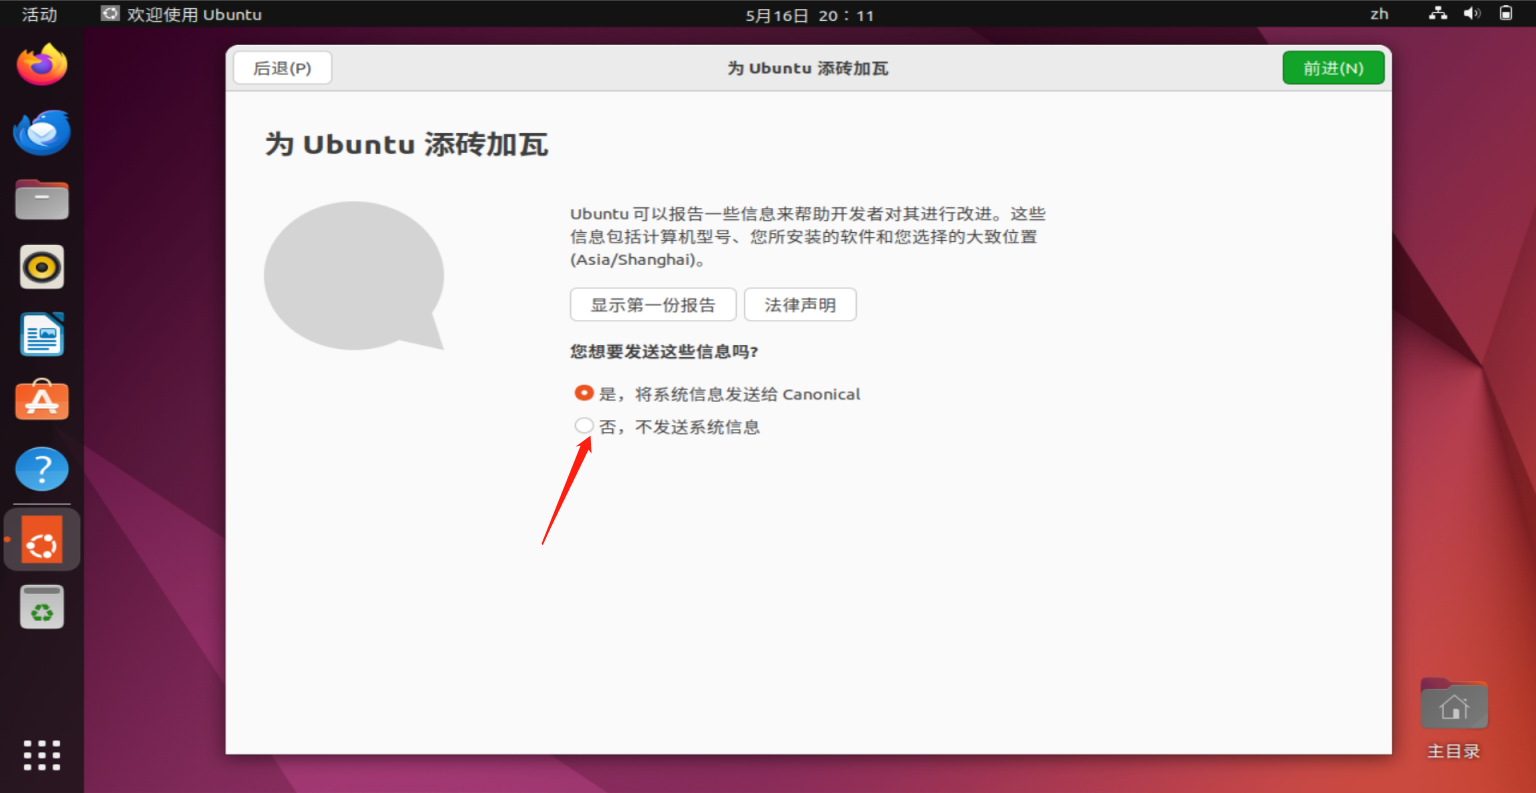 活动 欢迎使用 Ubuntu 5月16日 20：11 zh
后退(P) 为 Ubuntu 添砖加瓦 前进(N)
为 Ubuntu 添砖加瓦
Ubuntu 可以报告一些信息来帮助开发者对其进行改进。这些
信息包括计算机型号、您所安装的软件和您选择的大致位置
(Asia/Shanghai)。
显示第一份报告 法律声明
您想要发送这些信息吗?
是，将系统信息发送给 Canonical
否，不发送系统信息
主目录